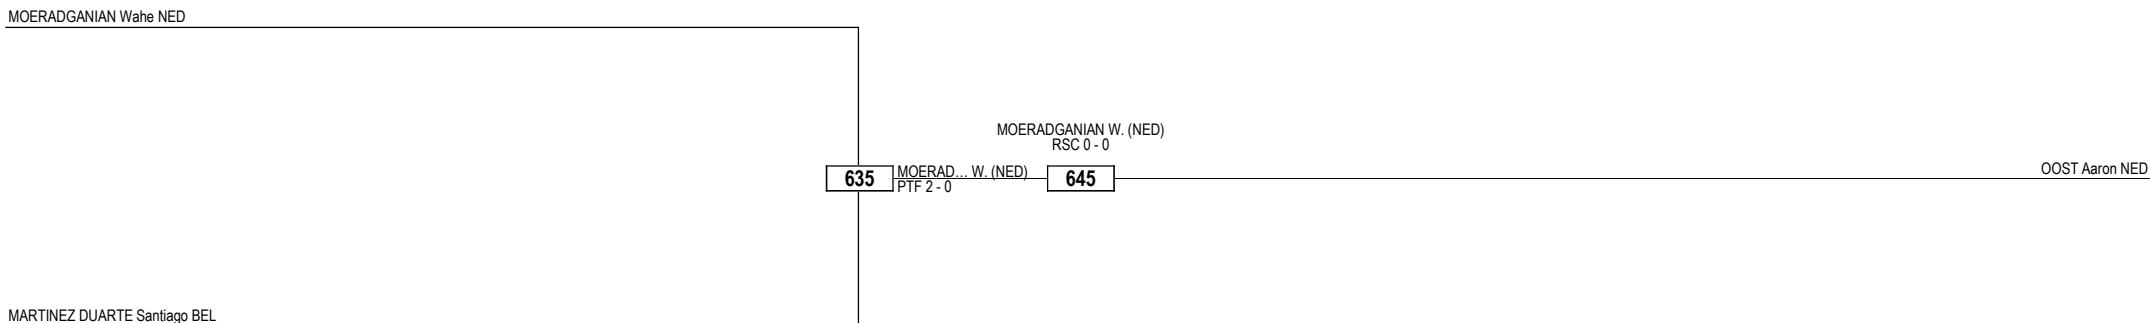 MOERADGANIAN Wahe NED
MOERADGANIAN W. (NED)
RSC 0 - 0
OOST Aaron NED
635
MOERAD... W. (NED)
PTF 2 - 0
645
MARTINEZ DUARTE Santiago BEL